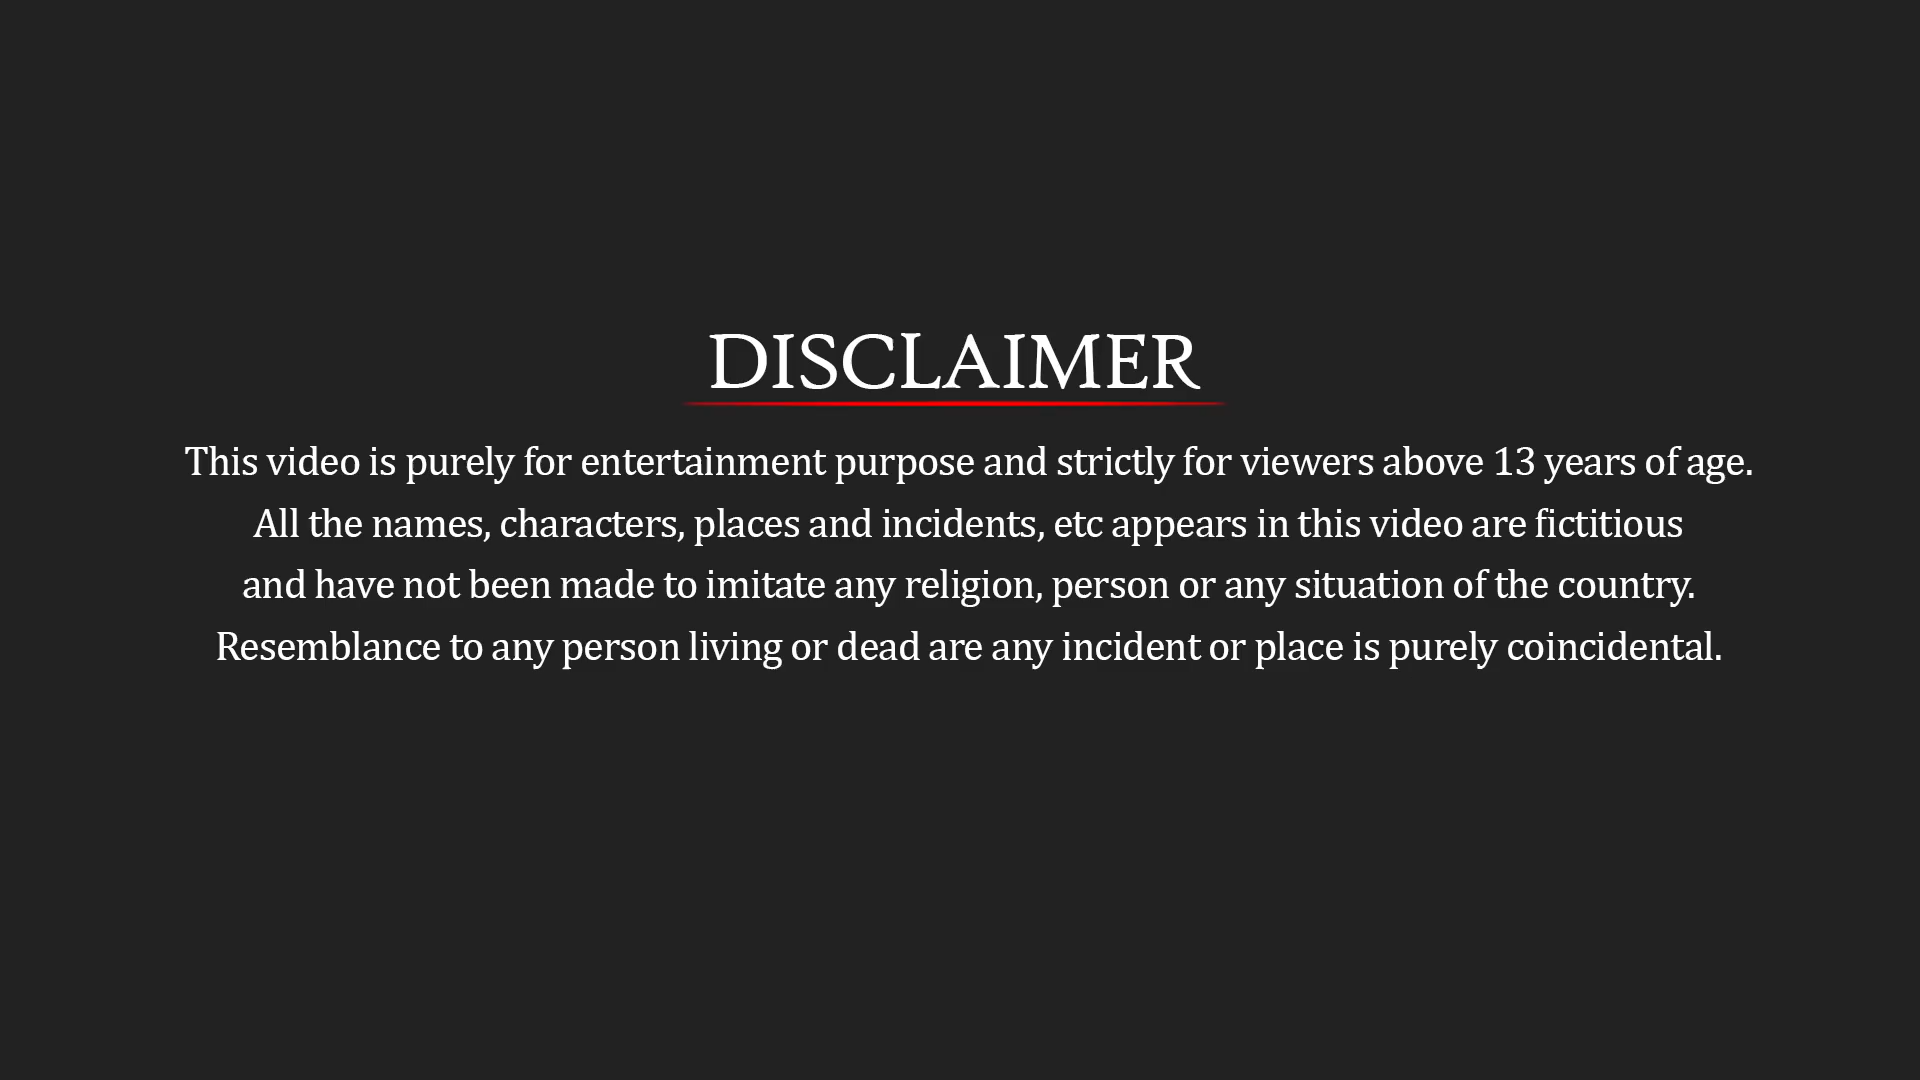 DISCLAIMER
This video is purely for entertainment purpose and strictly for viewers above 13 years of age.
All the names, characters, places and incidents, etc appears in this video are fictitious
and have not been made to imitate any religion, person or any situation of the country.
Resemblance to any person living or dead are any incident or place is purely coincidental.